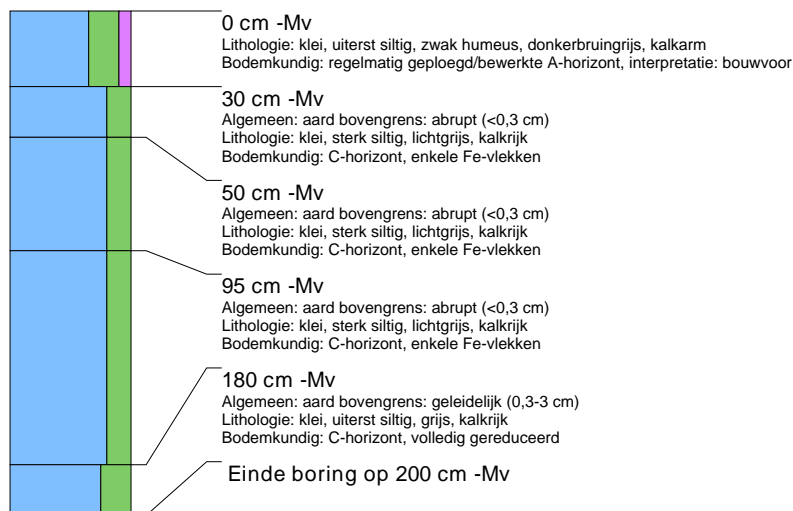 0 cm -Mv
Lithologie: klei, uiterst siltig, zwak humeus, donkerbruingrijs, kalkarm
Bodemkundig: regelmatig geploegd/bewerkte A-horizont, interpretatie: bouwvoor
30 cm -Mv
Algemeen: aard bovengrens: abrupt (<0,3 cm)
Lithologie: klei, sterk siltig, lichtgrijs, kalkrijk
Bodemkundig: C-horizont, enkele Fe-vlekken
50 cm -Mv
Algemeen: aard bovengrens: abrupt (<0,3 cm)
Lithologie: klei, sterk siltig, lichtgrijs, kalkrijk
Bodemkundig: C-horizont, enkele Fe-vlekken
95 cm -Mv
Algemeen: aard bovengrens: abrupt (<0,3 cm)
Lithologie: klei, sterk siltig, lichtgrijs, kalkrijk
Bodemkundig: C-horizont, enkele Fe-vlekken
180 cm -Mv
Algemeen: aard bovengrens: geleidelijk (0,3-3 cm)
Lithologie: klei, uiterst siltig, grijs, kalkrijk
Bodemkundig: C-horizont, volledig gereduceerd
Einde boring op 200 cm -Mv